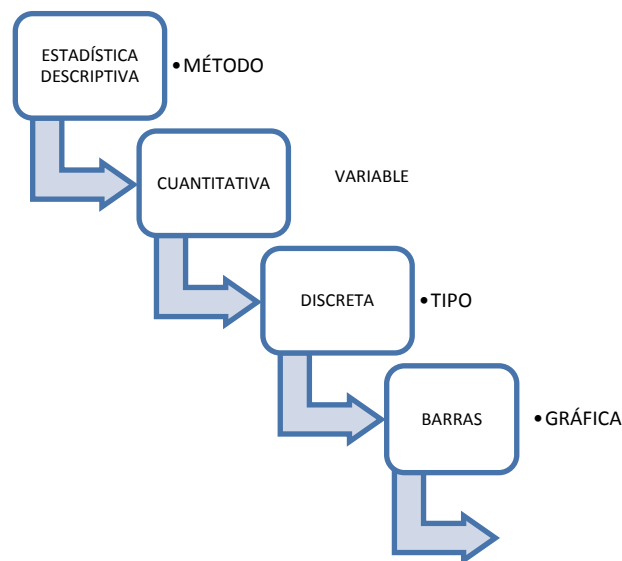 ESTADÍSTICA
DESCRIPTIVA
•MÉTODO
CUANTITATIVA
VARIABLE
DISCRETA
•TIPO
BARRAS
•GRÁFICA